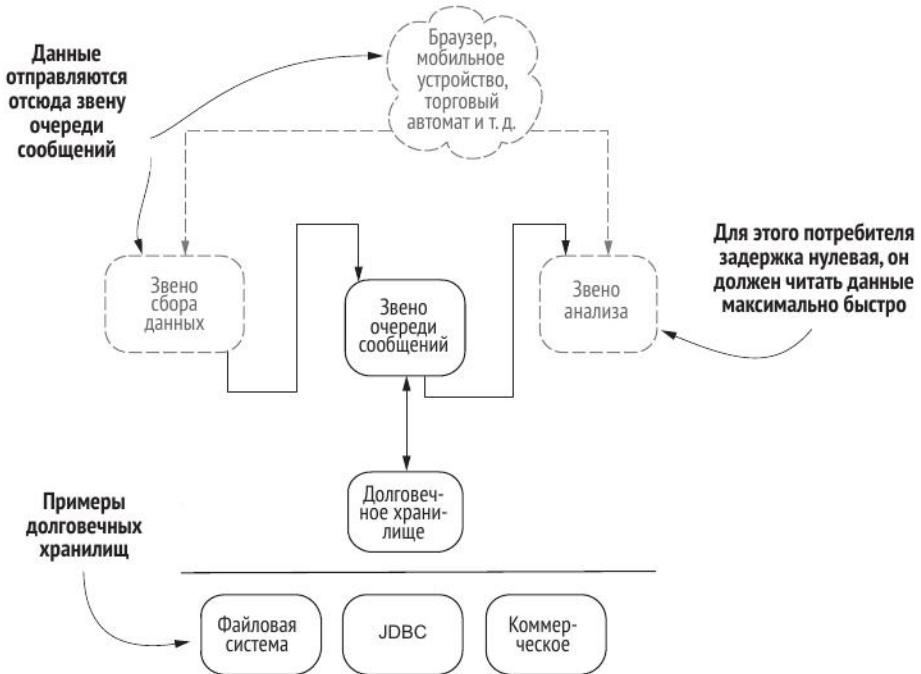 Данные
отправляются
отсюда звену
очереди
сообщений
Браузер,
мобильное
устройство,
торговый
автомат и т. д.
Звено
сбора
данных
Звено
очереди
сообщений
Звено
анализа
Для этого потребителя
задержка нулевая, он
должен читать данные
максимально быстро
Долговеч-
ное храни-
лище
Примеры
долговечных
хранилищ
Файловая
система
JDBC
Коммер-
ческое